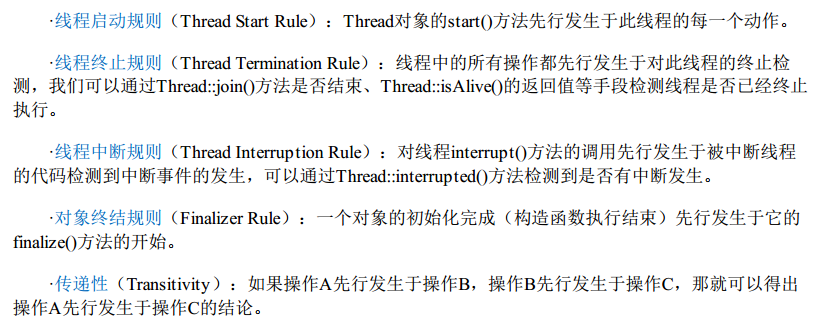 ·线程启动规则（Thread Start Rule）：Thread对象的start()方法先行发生于此线程的每一个动作。
·线程终止规则（Thread Termination Rule）：线程中的所有操作都先行发生于对此线程的终止检
测，我们可以通过Thread::join()方法是否结束、Thread::isAlive()的返回值等手段检测线程是否已经终止
执行。
·线程中断规则（Thread Interruption Rule）：对线程interrupt()方法的调用先行发生于被中断线程
的代码检测到中断事件的发生，可以通过Thread::interrupted()方法检测到是否有中断发生。
·对象终结规则（Finalizer Rule）：一个对象的初始化完成（构造函数执行结束）先行发生于它的
finalize()方法的开始。
·传递性（Transitivity）：如果操作A先行发生于操作B，操作B先行发生于操作C，那就可以得出
操作A先行发生于操作C的结论。